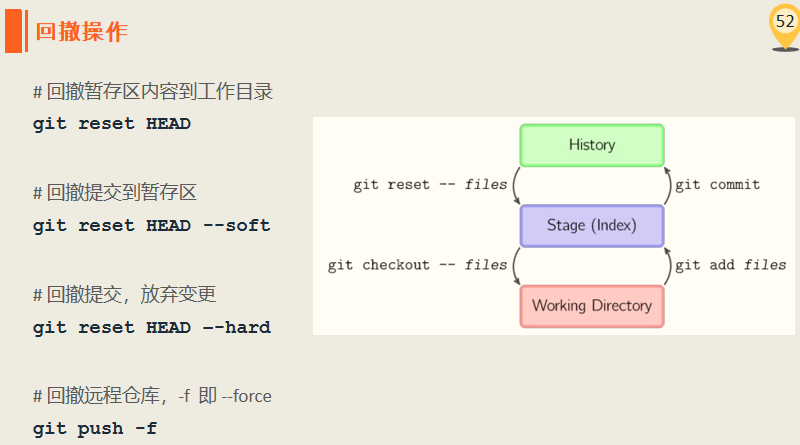 回撤操作
52
# 回撤暂存区内容到工作目录
git reset HEAD
# 回撤提交到暂存区
git reset HEAD --soft
# 回撤提交，放弃变更
git reset HEAD –-hard
# 回撤远程仓库，-f 即 --force
git push -f
History
git reset -- files
git commit
Stage (Index)
git checkout -- files
git add files
Working Directory